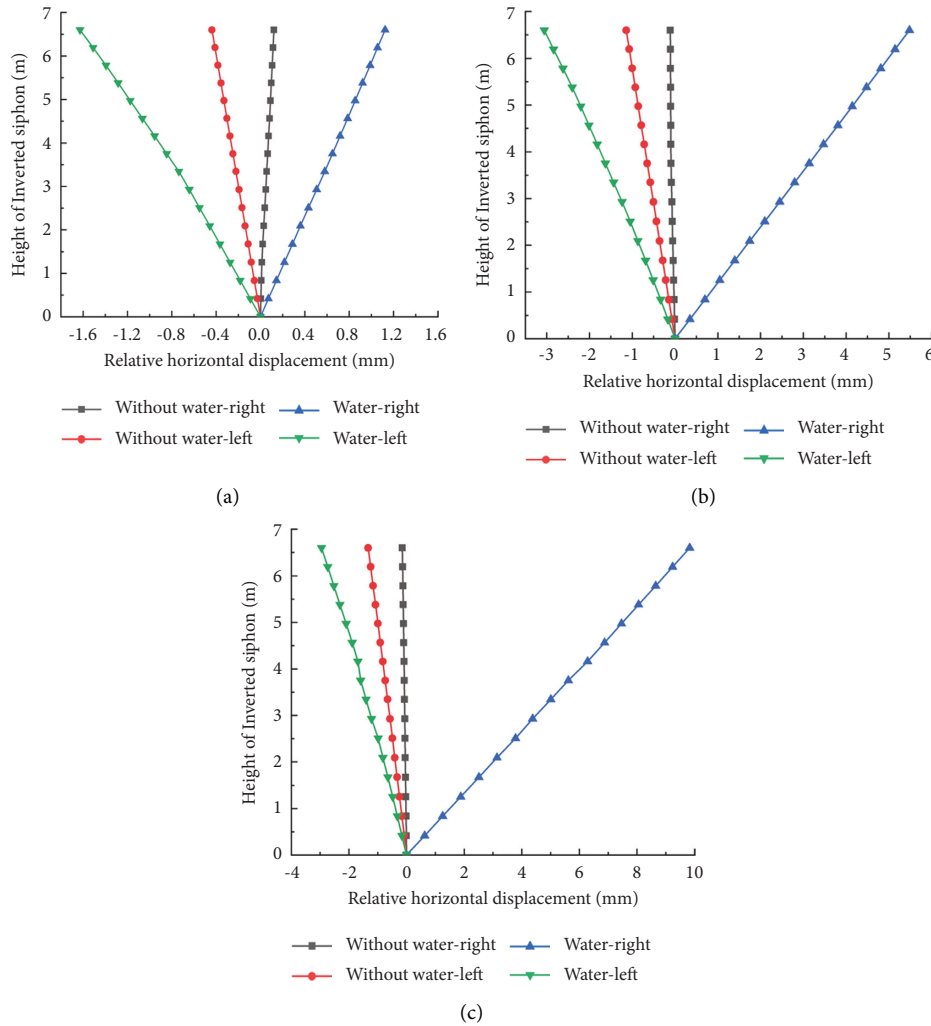 7
6
5
4
3
2
1
0
Height of Inverted siphon (m)
-1.6 -1.2 -0.8 -0.4 0.0 0.4 0.8 1.2 1.6
Relative horizontal displacement (mm)
Without water-right Water-right
Without water-left Water-left
(a)
7
6
5
4
3
2
1
0
Height of Inverted siphon (m)
-3 -2 -1 0 1 2 3 4 5 6
Relative horizontal displacement (mm)
Without water-right Water-right
Without water-left Water-left
(b)
7
6
5
4
3
2
1
0
Height of Inverted siphon (m)
-4 -2 0 2 4 6 8 10
Relative horizontal displacement (mm)
Without water-right Water-right
Without water-left Water-left
(c)